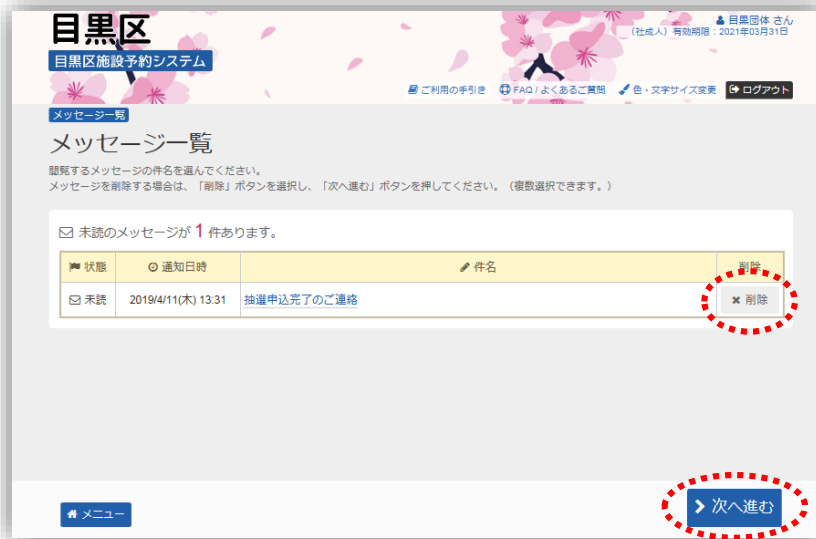 目黒区
目黒区施設予約システム
目黒団体 さん
（社成人）有効期限：2021年03月31日
ご利用の手引き FAQ / よくあるご質問 色・文字サイズ変更 ログアウト
メッセージ一覧
メッセージ一覧
閲覧するメッセージの件名を選んでください。
メッセージを削除する場合は、「削除」ボタンを選択し、「次へ進む」ボタンを押してください。（複数選択できます。）
未読のメッセージが 1 件あります。
状態 通知日時 件名 削除
未読 2019/4/11(木) 13:31 抽選申込完了のご連絡 削除
メニュー 次へ進む